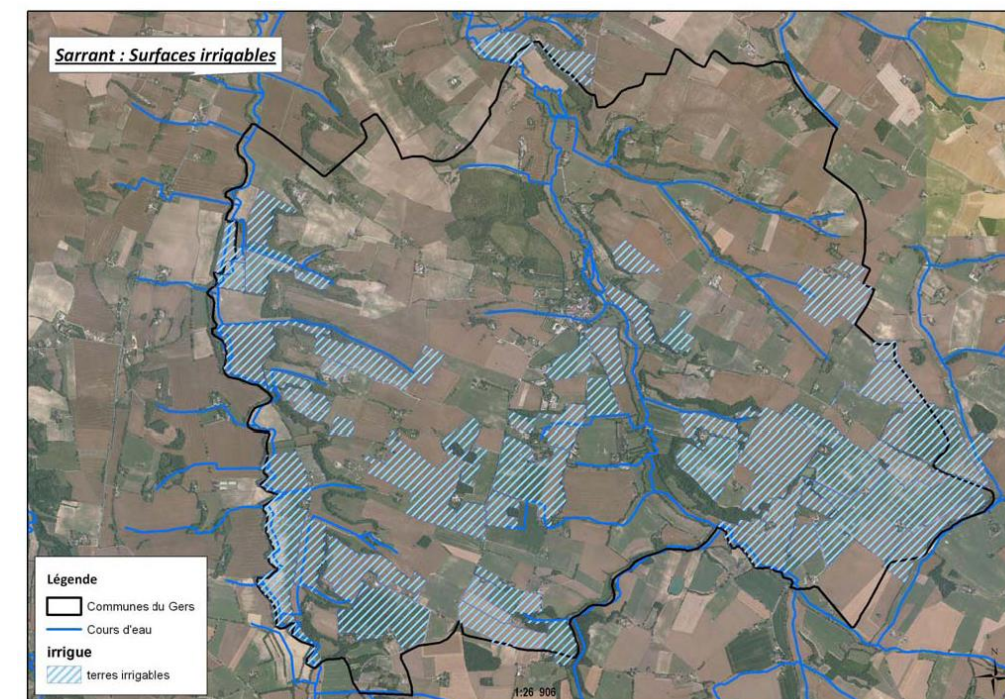 Sarrant : Surfaces irrigables
Légende
Communes du Gers
Cours d'eau
irrigue
terres irrigables
1:26 906
N